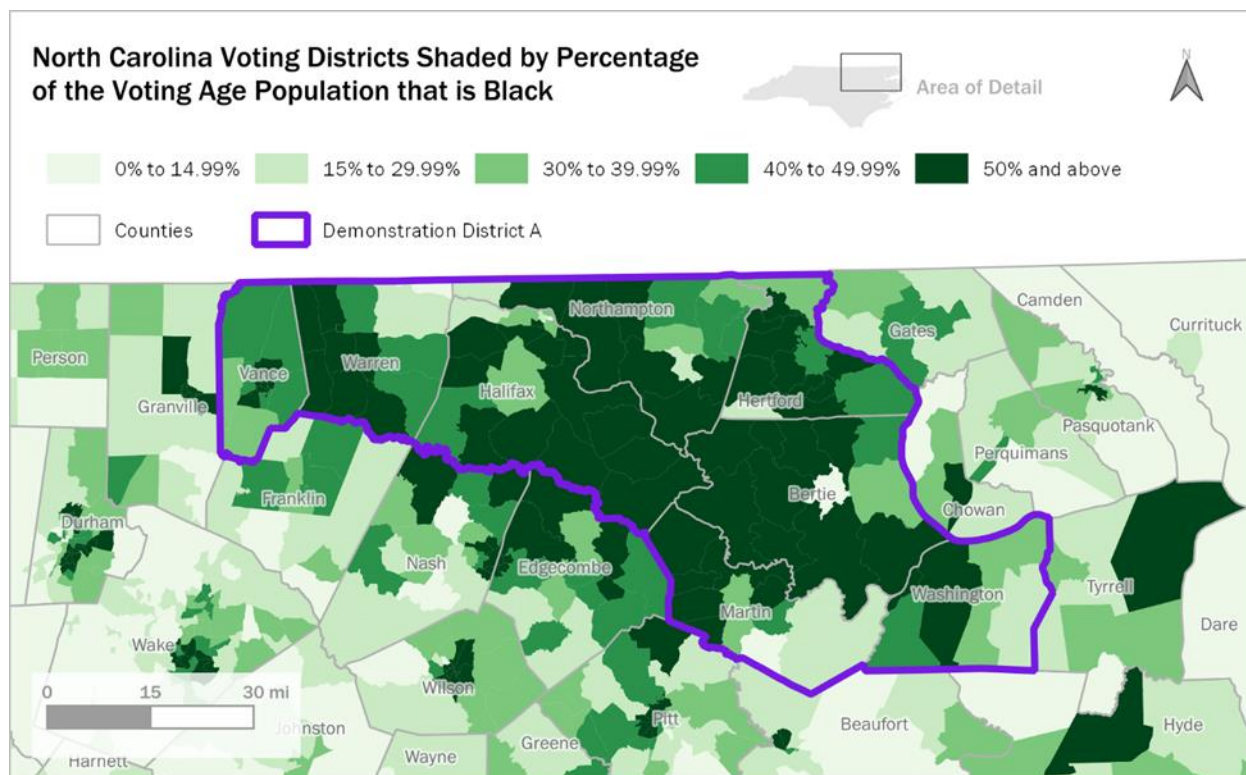 North Carolina Voting Districts Shaded by Percentage
of the Voting Age Population that is Black
N
Area of Detail
0% to 14.99%
15% to 29.99%
30% to 39.99%
40% to 49.99%
50% and above
Counties
Demonstration District A
Northampton
Camden
Gates
Currituck
Person
Vance
Warren
Halifax
Hertford
Granville
Pasquotank
Perquimans
Franklin
Bertie
Chowan
Durham
Nash
Edgecombe
Martin
Washington
Tyrrell
Dare
Wake
Wilson
0 15 30 mi
Johnston
Pitt
Beaufort
Hyde
Greene
Wayne
Harnett